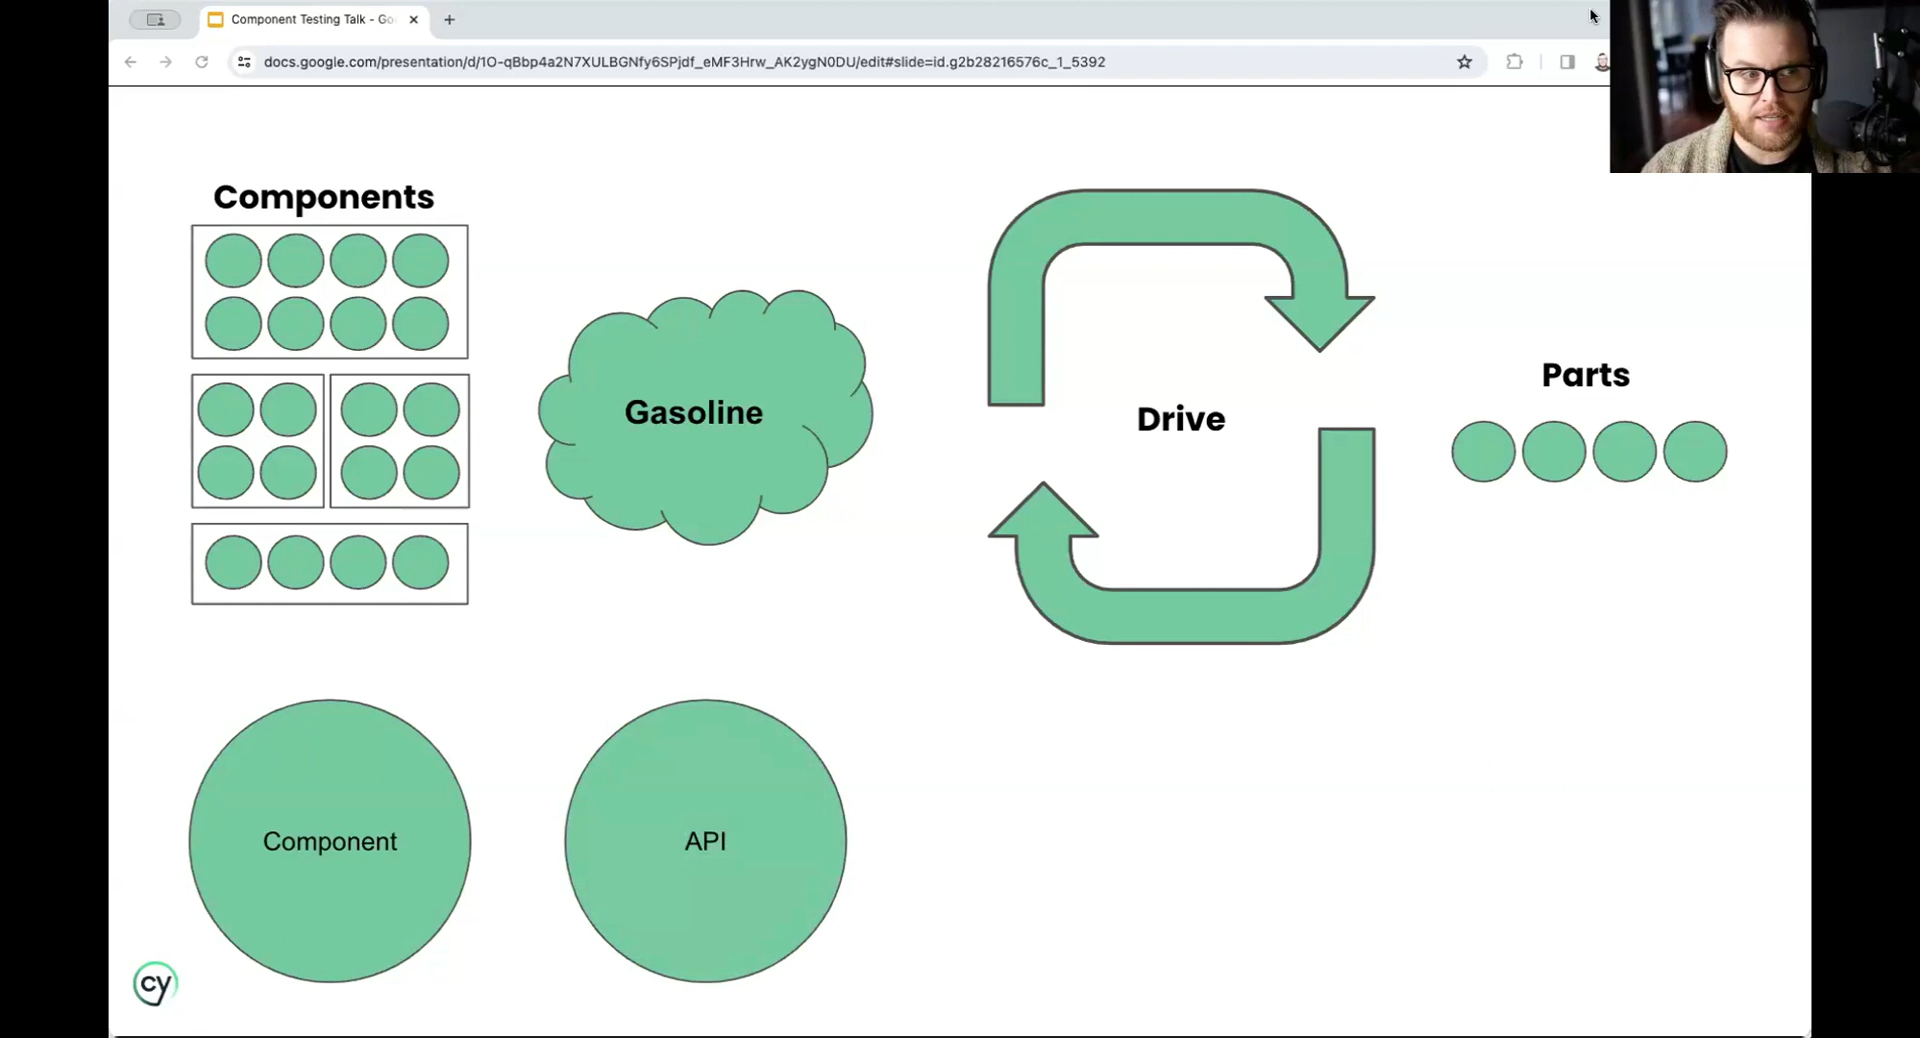 Component Testing Talk - Go
docs.google.com/presentation/d/1O-qBbp4a2N7XULBGNfy6SPjdf_eMF3Hrw_AK2ygN0DU/edit#slide=id.g2b28216576c_1_5392
Components
Gasoline
Drive
Parts
Component
API
cy